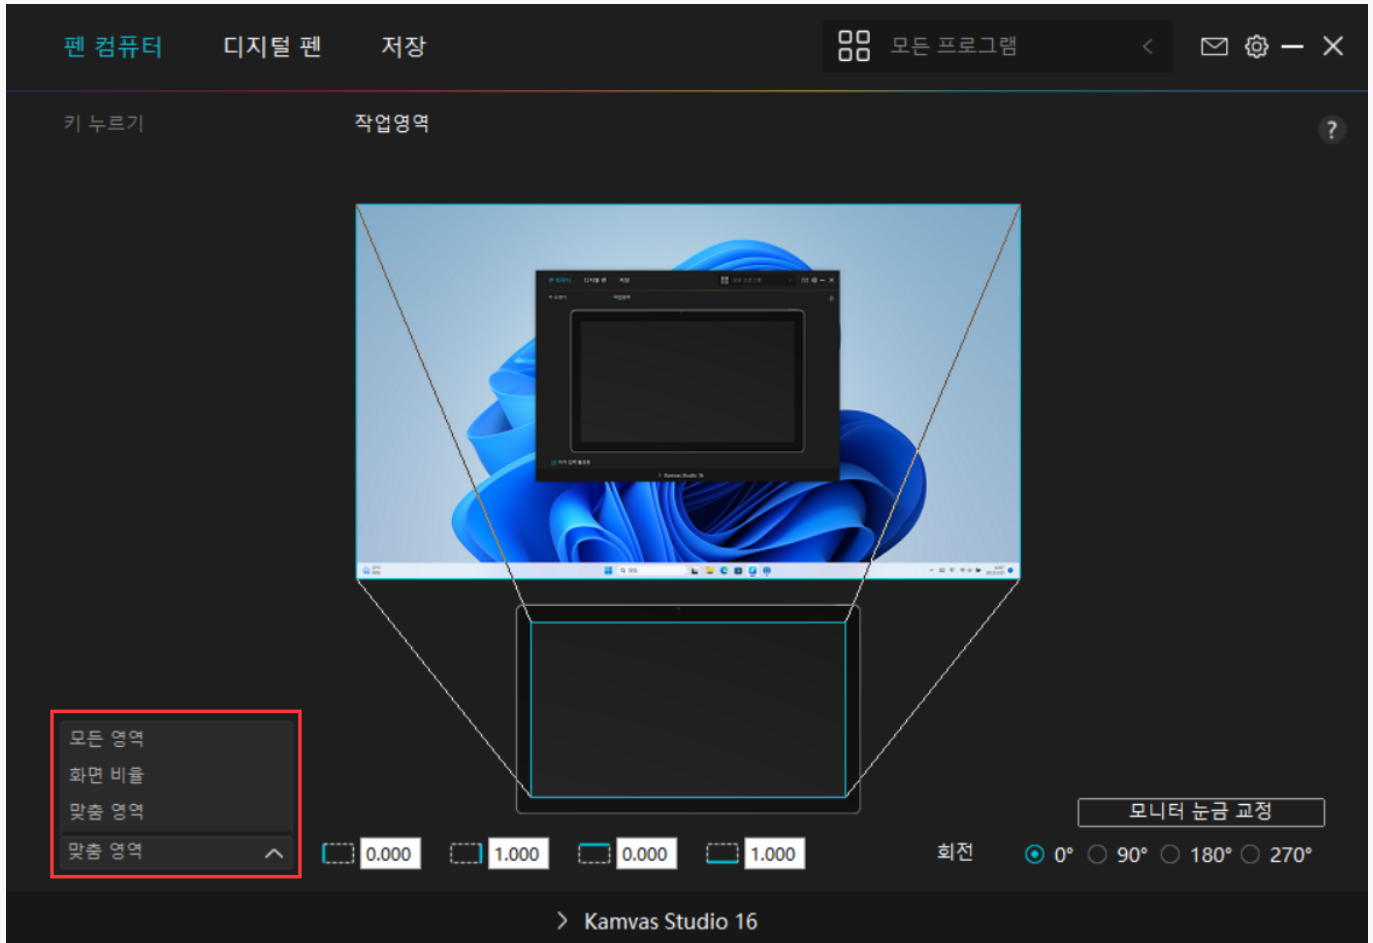 펜 컴퓨터 디지털 펜 저장 모든 프로그램
키 누르기 작업영역 ?
모든 영역
화면 비율
맞춤 영역
모니터 눈금 교정
맞춤 영역 0.000 1.000 0.000 1.000 회전 0° 90° 180° 270°
Kamvas Studio 16